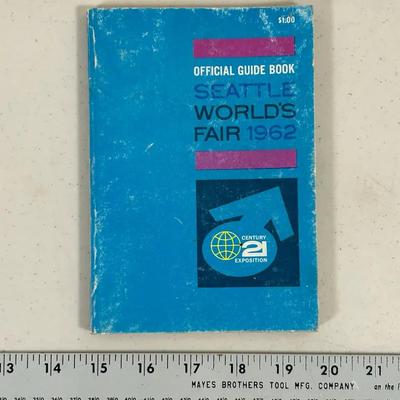 $1.00
OFFICIAL GUIDE BOOK
SEATTLE
WORLD'S
FAIR 1962
CENTURY
21
EXPOSITION
13 14 15 16 17 18 19 20 21
MAYES BROTHERS TOOL MFG. COMPANY